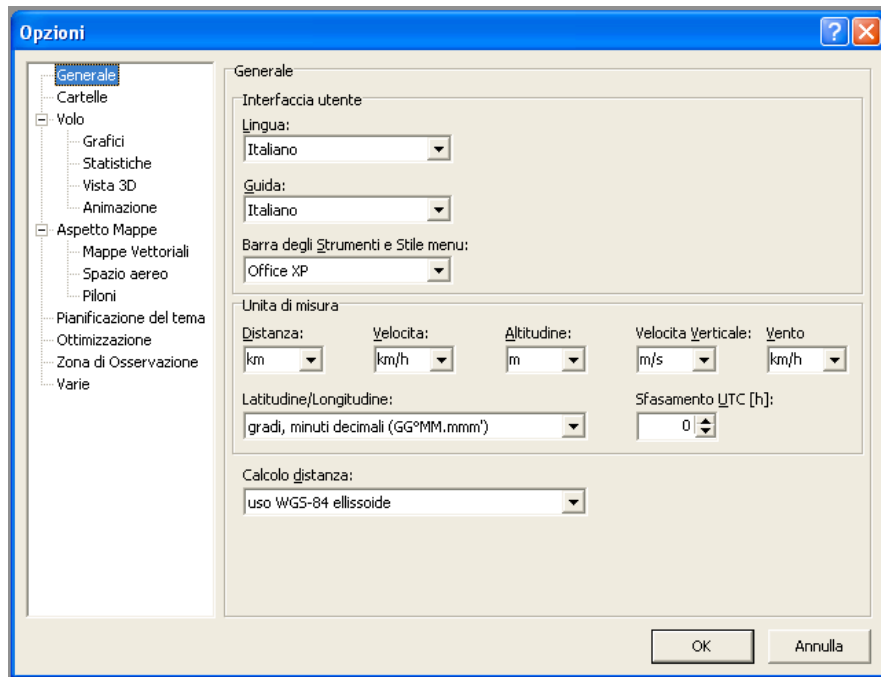 Opzioni
Generale
Cartelle
Volo
Grafici
Statistiche
Vista 3D
Animazione
Aspetto Mappe
Mappe Vettoriali
Spazio aereo
Piloni
Pianificazione del tema
Ottimizzazione
Zona di Osservazione
Varie
Generale
Interfaccia utente
Lingua:
Italiano
Guida:
Italiano
Barra degli Strumenti e Stile menu:
Office XP
Unita di misura
Distanza: Velocita: Altitudine: Velocita Verticale: Vento
km km/h m m/s km/h
Latitudine/Longitudine: Sfasamento UTC [h]:
gradi, minuti decimali (GG°MM.mmm') 0
Calcolo distanza:
uso WGS-84 ellissoide
OK Annulla